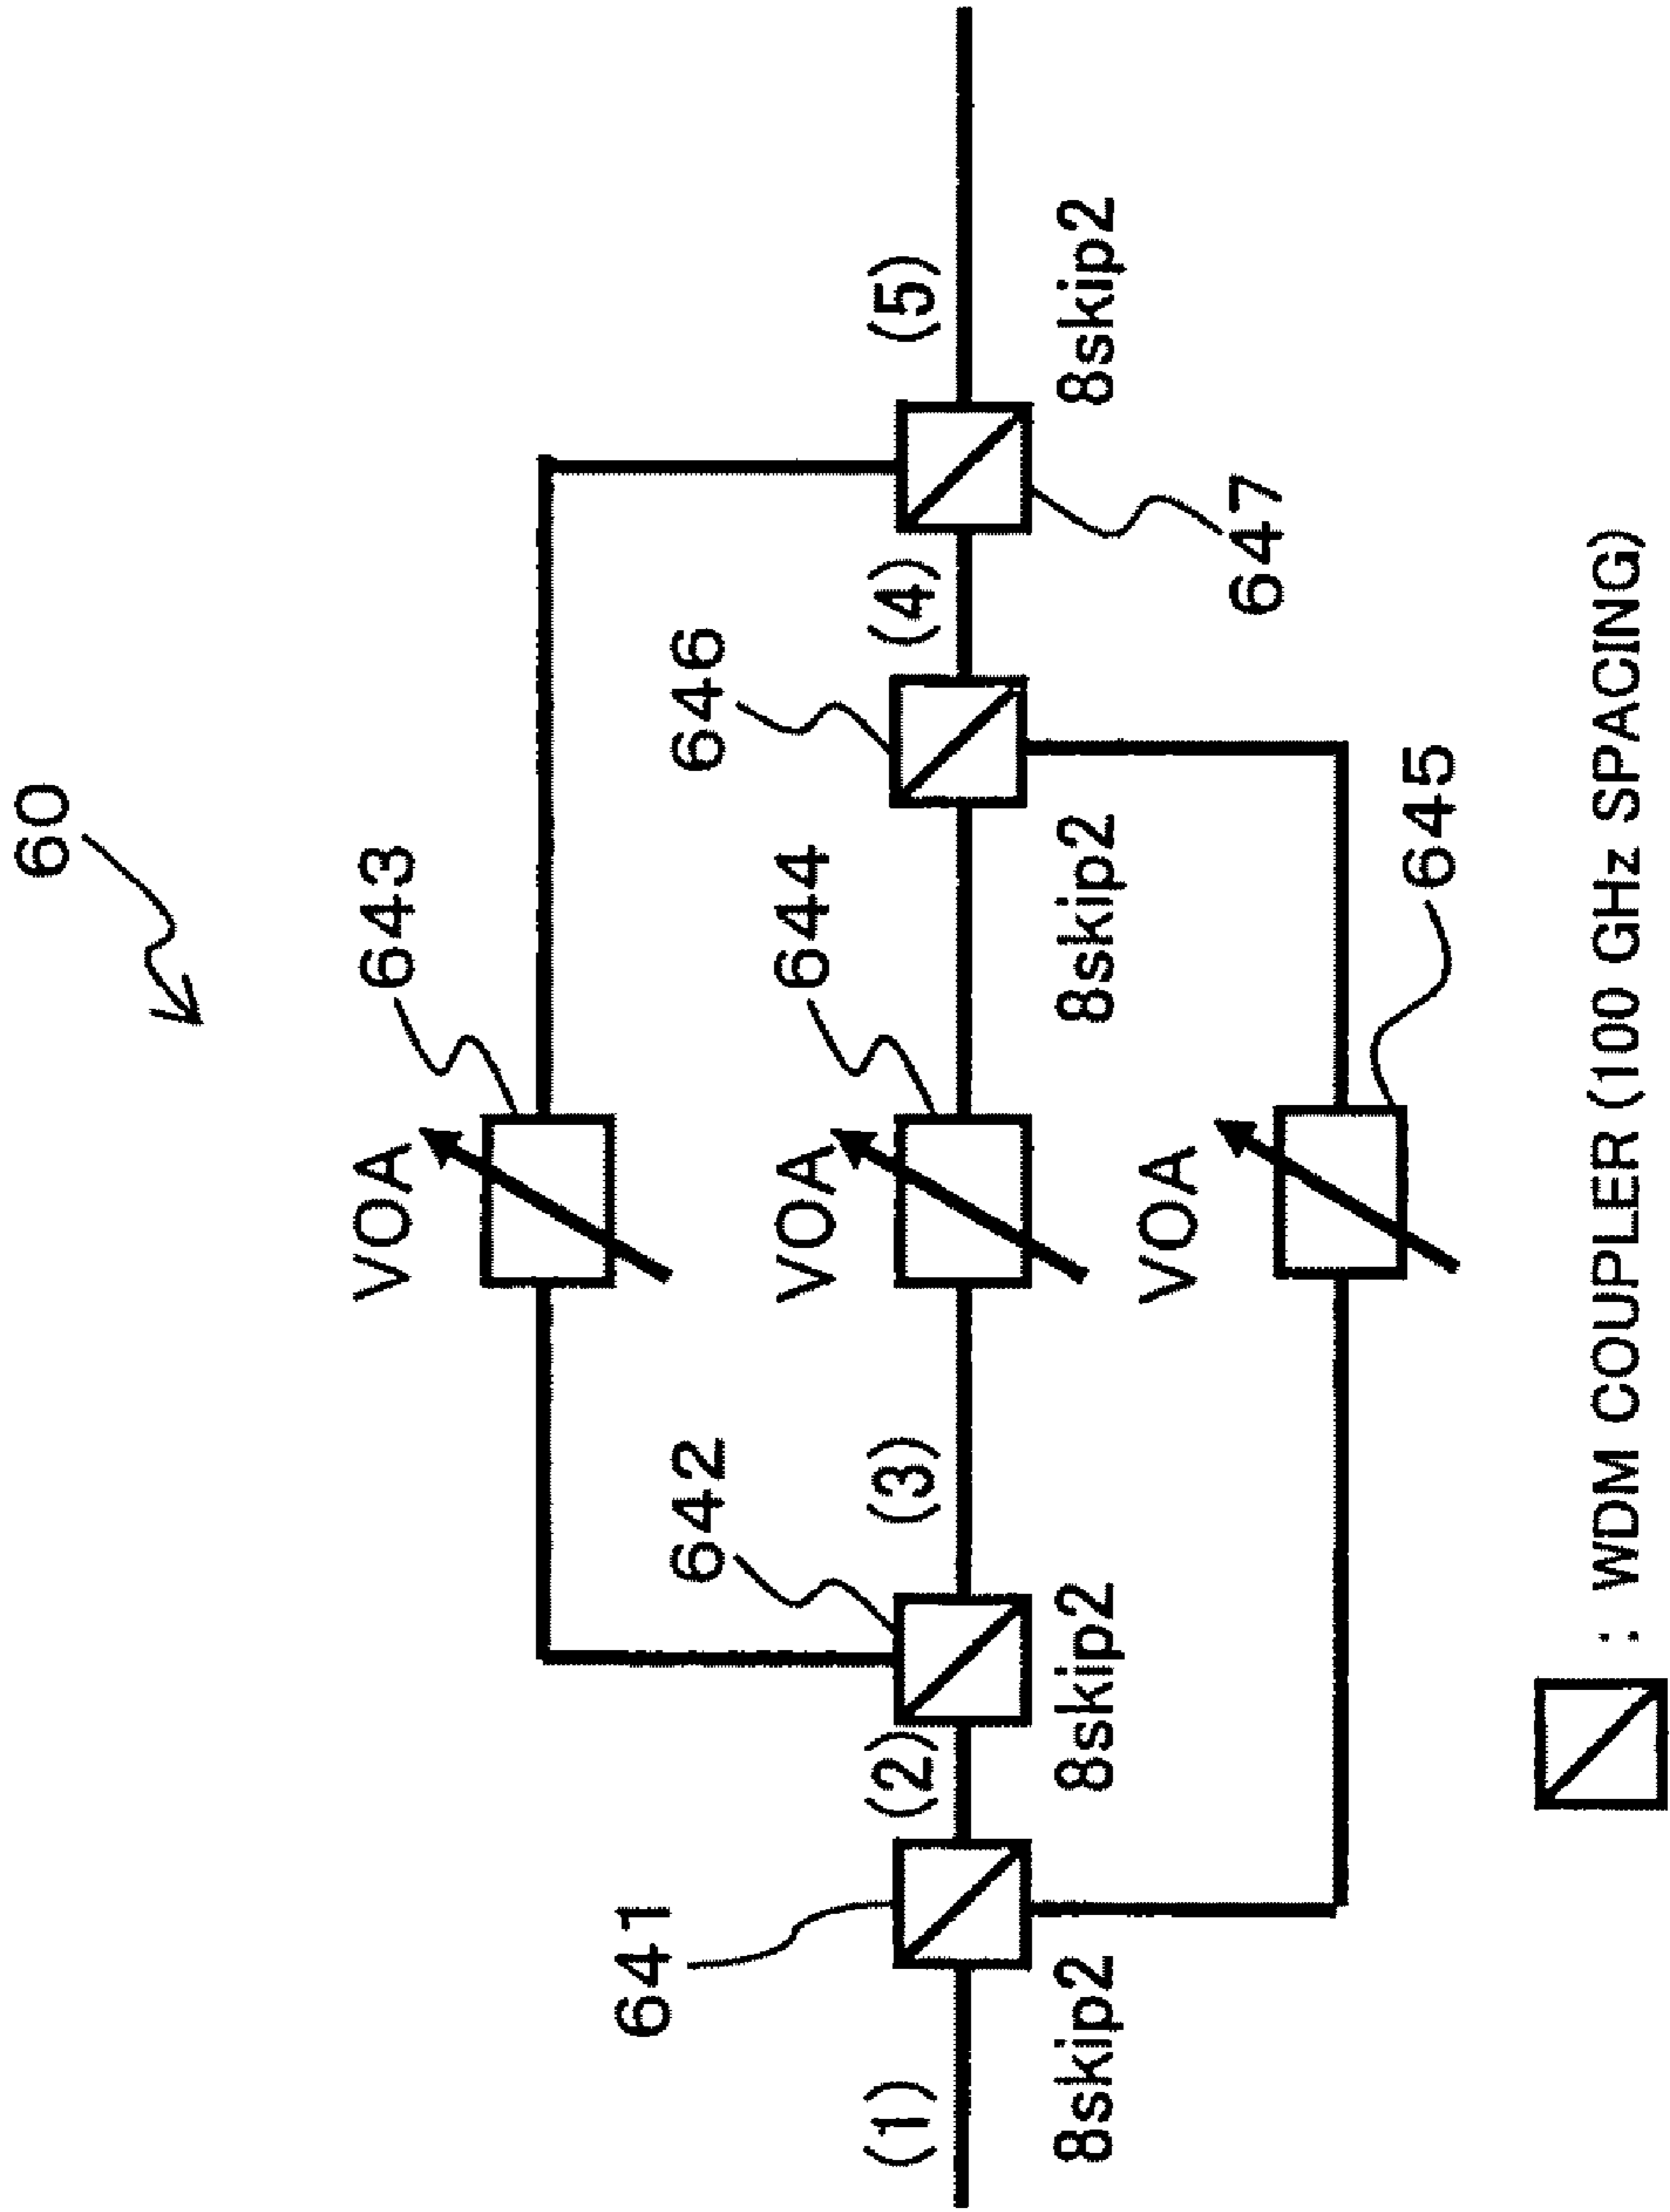 60
643
VOA
644
VOA
645
VOA
641
642
646
647
(1)
(2)
(3)
(4)
(5)
8skip2
8skip2
8skip2
8skip2
: WDM COUPLER (100 GHz SPACING)